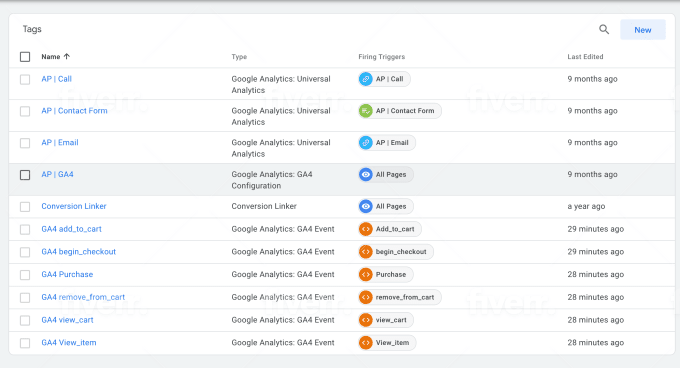 Tags
New
Name Type Firing Triggers Last Edited
AP | Call Google Analytics: Universal Analytics AP | Call 9 months ago
AP | Contact Form Google Analytics: Universal Analytics AP | Contact Form 9 months ago
AP | Email Google Analytics: Universal Analytics AP | Email 9 months ago
AP | GA4 Google Analytics: GA4 Configuration All Pages 9 months ago
Conversion Linker Conversion Linker All Pages a year ago
GA4 add_to_cart Google Analytics: GA4 Event Add_to_cart 29 minutes ago
GA4 begin_checkout Google Analytics: GA4 Event begin_checkout 29 minutes ago
GA4 Purchase Google Analytics: GA4 Event Purchase 28 minutes ago
GA4 remove_from_cart Google Analytics: GA4 Event remove_from_cart 28 minutes ago
GA4 view_cart Google Analytics: GA4 Event view_cart 28 minutes ago
GA4 View_item Google Analytics: GA4 Event View_item 28 minutes ago